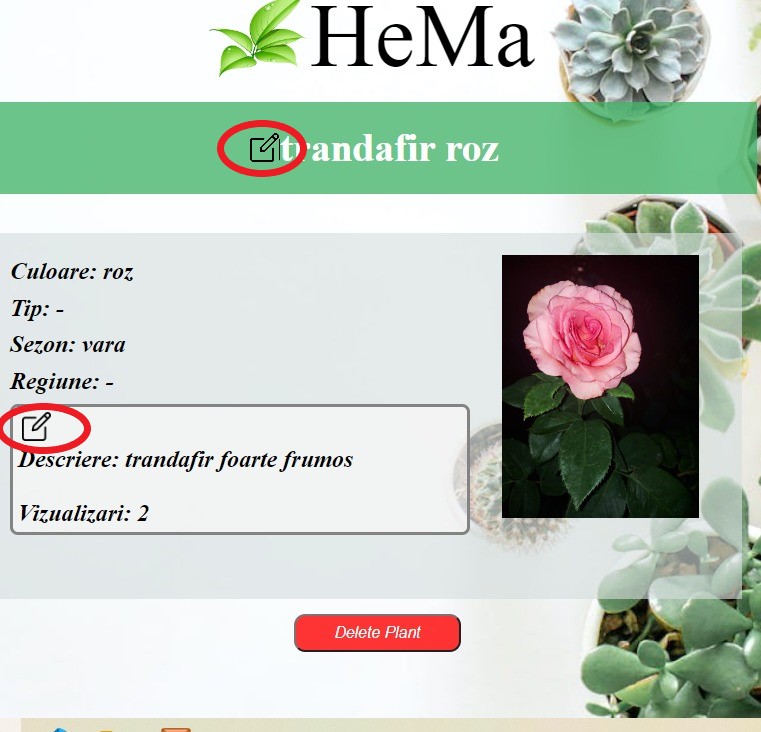 HeMa
trandafir roz
Culoare: roz
Tip: -
Sezon: vara
Regiune: -
Descriere: trandafir foarte frumos
Vizualizari: 2
Delete Plant